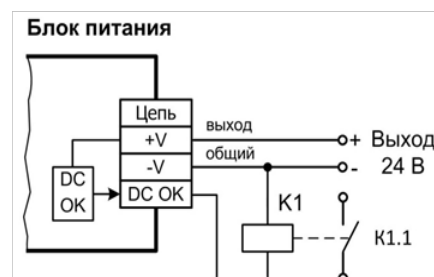 Блок питания
Цепь
+V
выход
+ Выход
-V
общий
- 24 В
DC
OK
DC OK
K1
K1.1